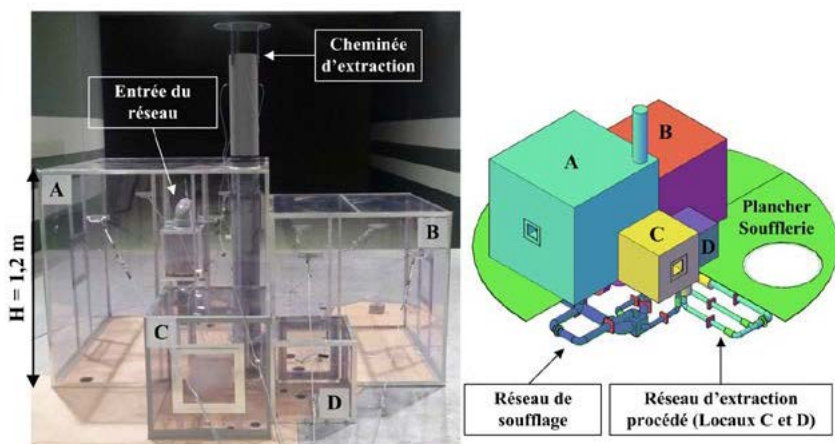 Cheminée
d'extraction
Entrée du
réseau
A
B
H = 1,2 m
C
D
B
A
C
D
Plancher
Soufflerie
Réseau de
soufflage
Réseau d'extraction
procédé (Locaux C et D)